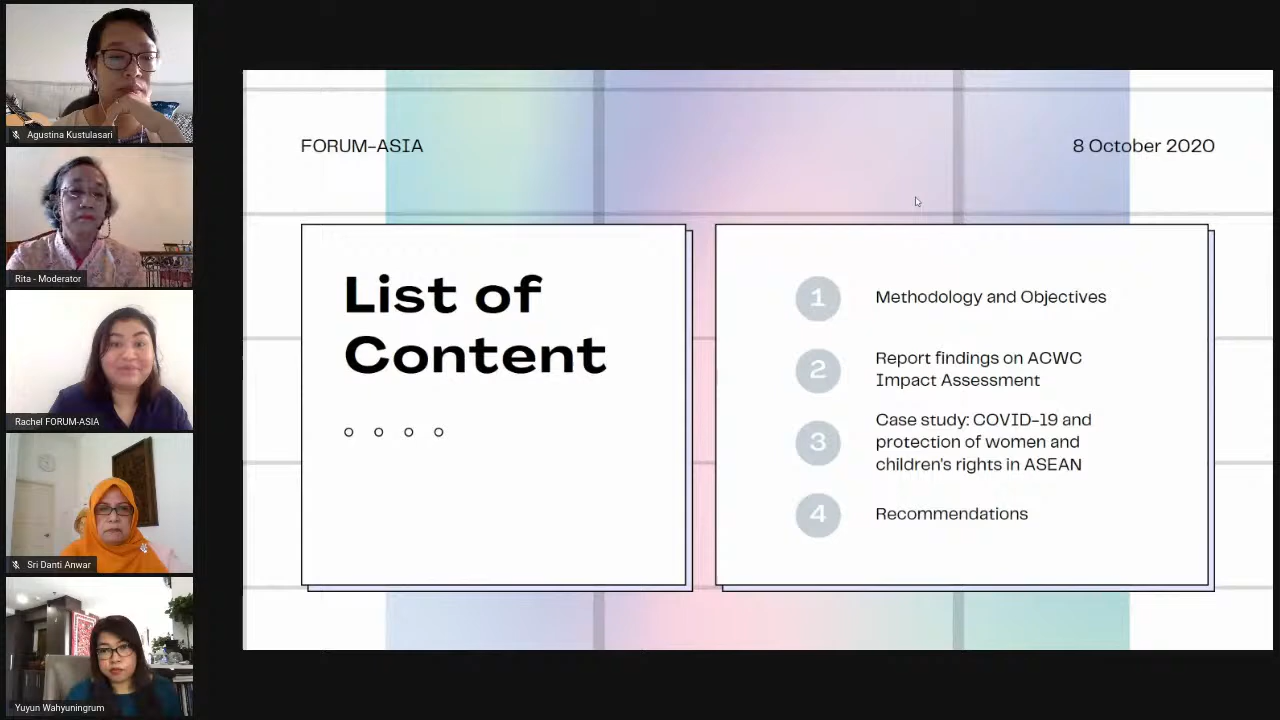 Agustina Kustulasari
Rita - Moderator
Rachel FORUM-ASIA
Sri Danti Anwar
Yuyun Wahyuningrum
FORUM-ASIA
8 October 2020
List of
Content
1
Methodology and Objectives
2
Report findings on ACWC
Impact Assessment
3
Case study: COVID-19 and
protection of women and
children's rights in ASEAN
4
Recommendations